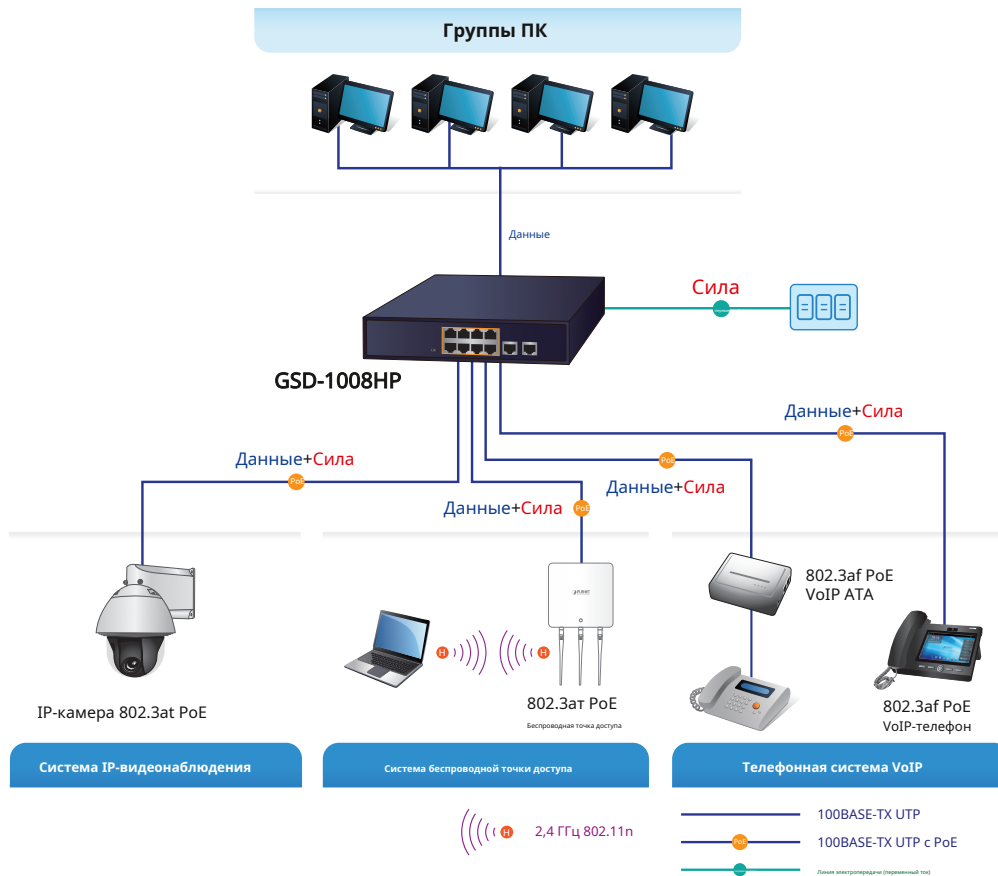 Группы ПК
Данные
Сила
GSD-1008HP
Данные+Сила
PoE
Данные+Сила
PoE
Данные+Сила
PoE
Данные+Сила
PoE
802.3af PoE
VoIP ATA
PLANET
H
H
IP-камера 802.3at PoE
802.3ат PoE
Беспроводная точка доступа
802.3af PoE
VoIP-телефон
Система IP-видеонаблюдения
Система беспроводной точки доступа
Телефонная система VoIP
H
2,4 ГГц 802.11n
100BASE-TX UTP
PoE
100BASE-TX UTP с PoE
Линия электропередачи (переменный ток)